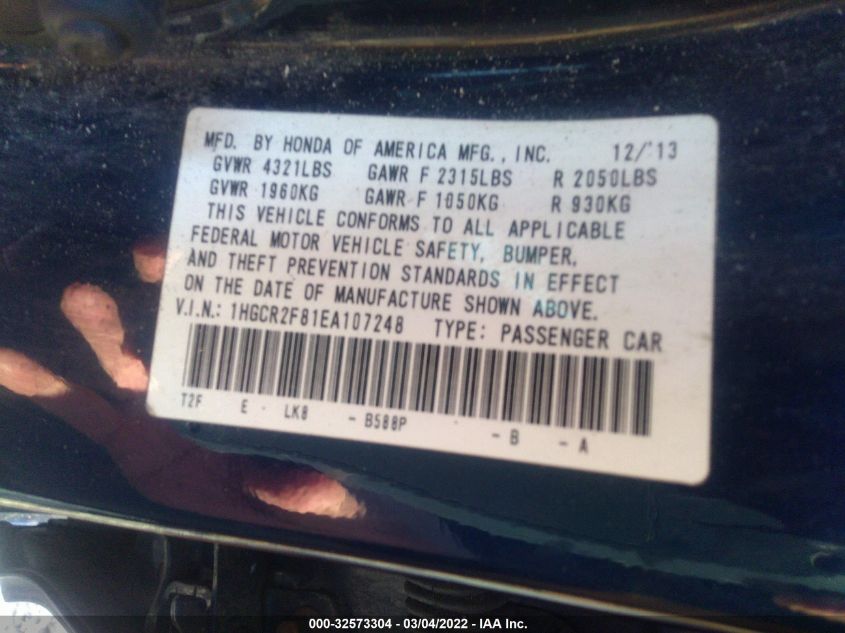 MFD. BY HONDA OF AMERICA MFG., INC. 12/'13
GVWR 4321LBS GAWR F 2315LBS R 2050LBS
GVWR 1960KG GAWR F 1050KG R 930KG
THIS VEHICLE CONFORMS TO ALL APPLICABLE
FEDERAL MOTOR VEHICLE SAFETY, BUMPER,
AND THEFT PREVENTION STANDARDS IN EFFECT
ON THE DATE OF MANUFACTURE SHOWN ABOVE.
V.I.N.: 1HGCR2F81EA107248 TYPE: PASSENGER CAR
T2F E - LK8 - B588P - B - A
000-32573304 - 03/04/2022 - IAA Inc.